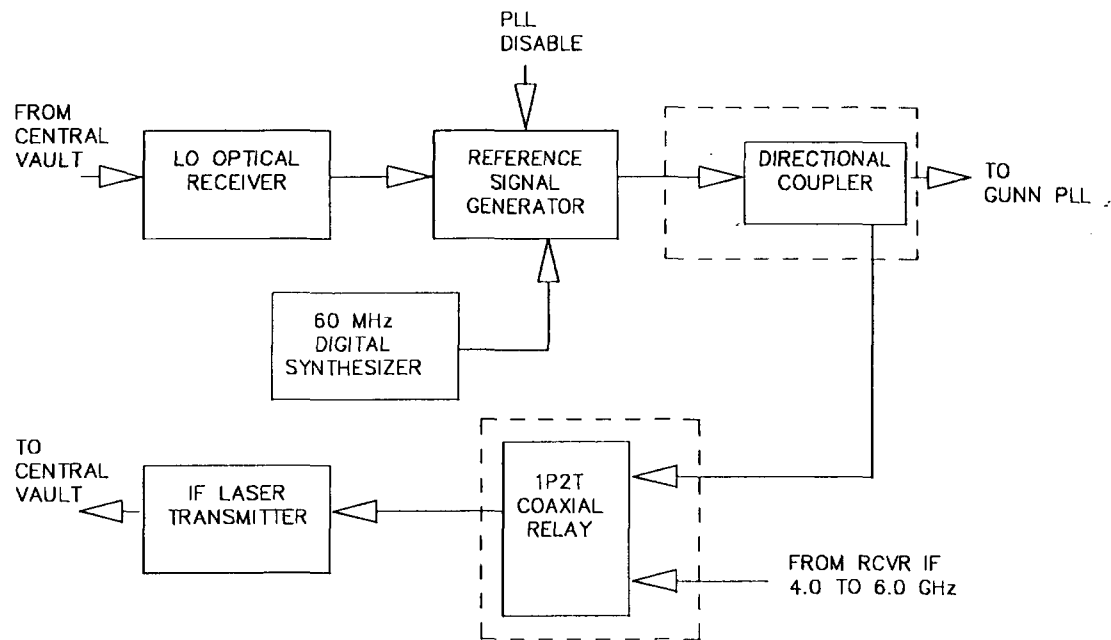 PLL
DISABLE
FROM
CENTRAL
VAULT
LO OPTICAL
RECEIVER
REFERENCE
SIGNAL
GENERATOR
DIRECTIONAL
COUPLER
TO
GUNN PLL
60 MHz
DIGITAL
SYNTHESIZER
TO
CENTRAL
VAULT
IF LASER
TRANSMITTER
1P2T
COAXIAL
RELAY
FROM RCVR IF
4.0 TO 6.0 GHz